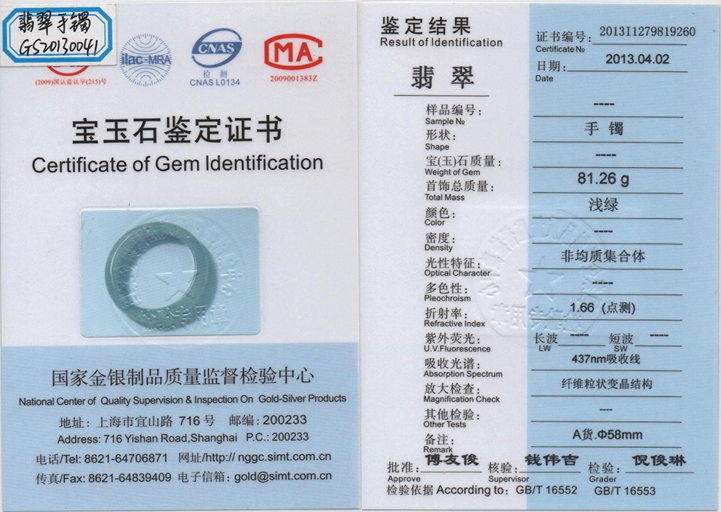 翡翠手镯
GS20130041
(2009)国认监认字(215)号
ilac-MRA
CNAS
检 测
CNAS L0134
MA
2009001383Z
宝玉石鉴定证书
Certificate of Gem Identification
国家金银制品质量监督检验中心
National Center of Quality Supervision & Inspection On Gold-Silver Products
地址: 上海市宜山路 716 号 邮编: 200233
Address: 716 Yishan Road,Shanghai P.C.: 200233
电话/Tel: 8621-64706871 网址/http:// nggc.simt.com.cn
传真/Fax: 8621-64839409 电子信箱: gold@simt.com.cn
鉴定结果
Result of Identification
证书编号: 2013I1279819260
Certificate №
日期: 2013.04.02
Date
翡 翠
样品编号: ----
Sample №
形状: 手 镯
Shape
宝(玉)石质量: ----
Weight of Gem
首饰总质量: 81.26 g
Total Mass
颜色: 浅绿
Color
密度: ----
Density
光性特征: 非均质集合体
Optical Character
多色性: ----
Pleochroism
折射率: 1.66 (点测)
Refractive Index
紫外荧光: 长波 ---- 短波 ----
U.V.Fluorescence LW SW
吸收光谱: 437nm吸收线
Absorption Spectrum
放大检查: 纤维粒状变晶结构
Magnification Check
其他检验: ----
Other Tests
备注: A货.Φ58mm
Remark
批准: 傅友俊 核验: 钱伟吉 检验: 倪俊琳
Approve Supervisor Grader
检验依据 According to: GB/T 16552 GB/T 16553